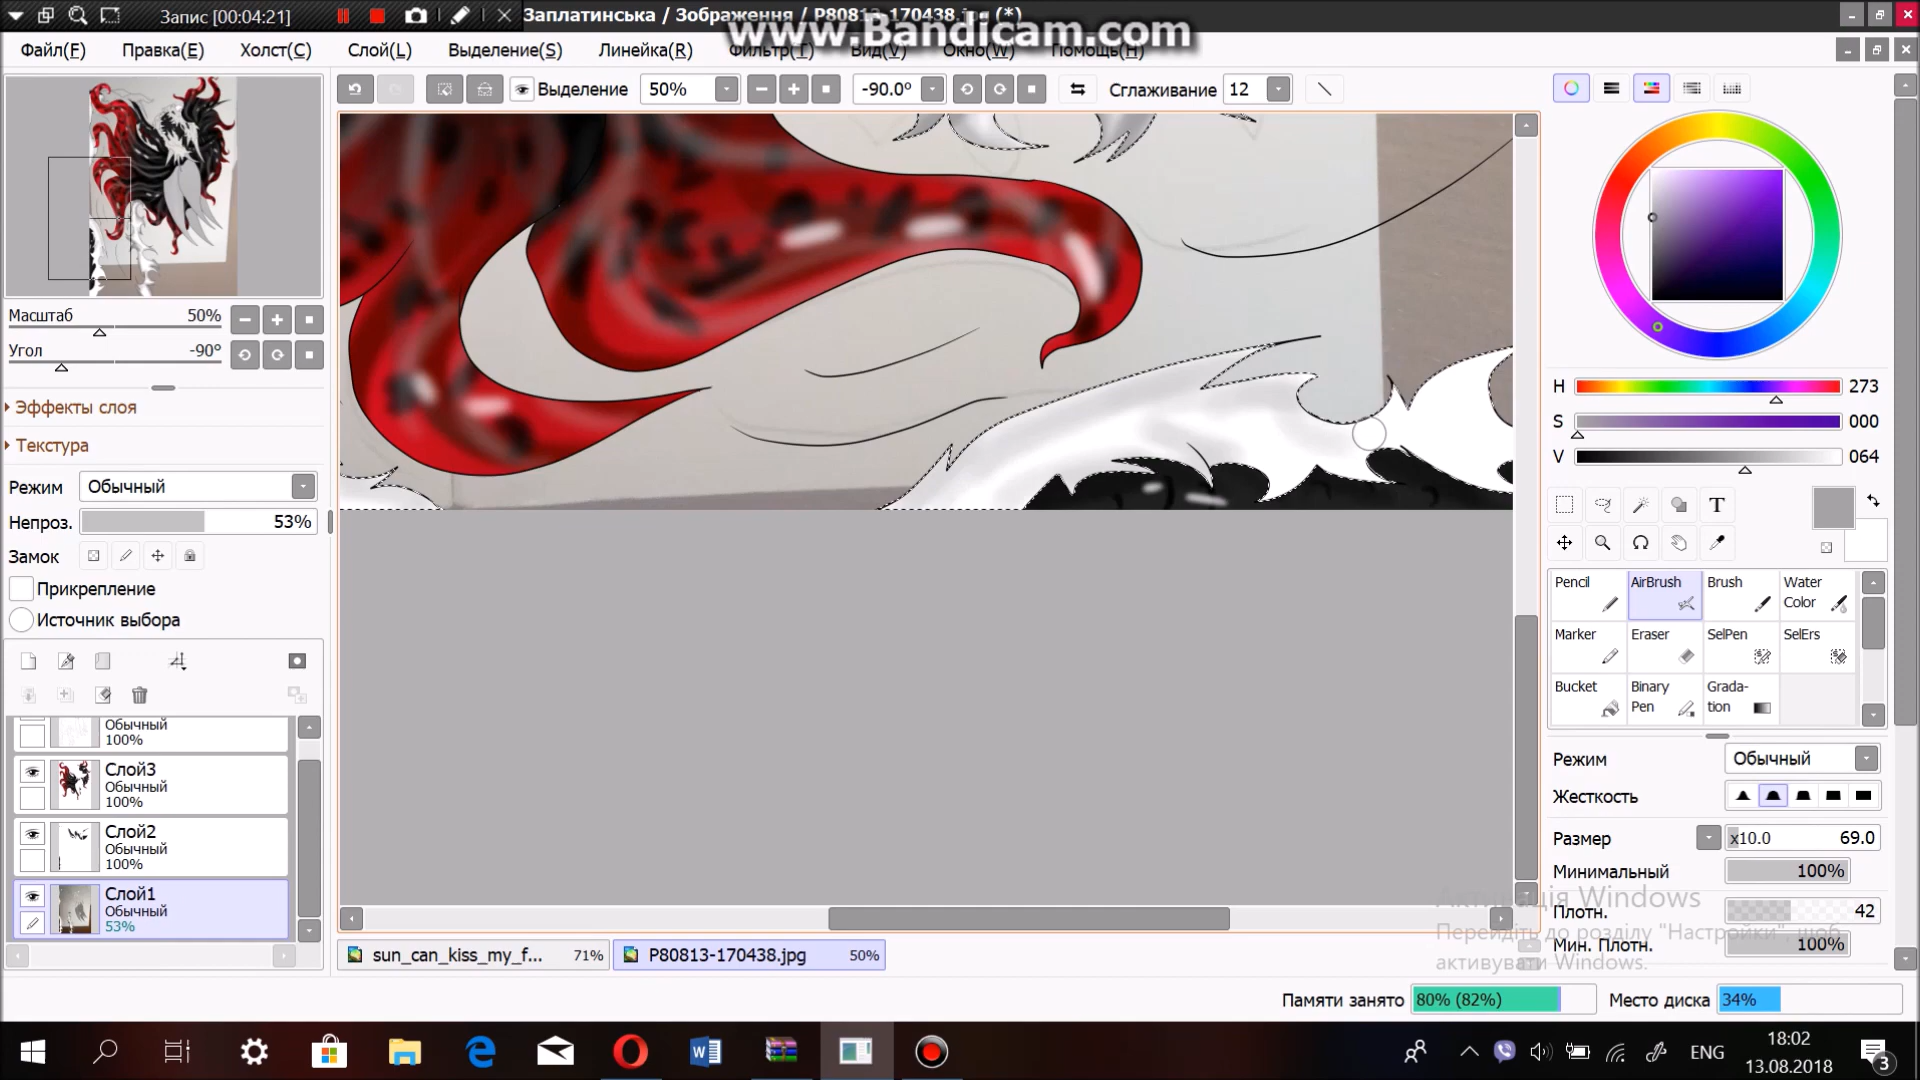 Запис [00:04:21]
Заплатинська / Зображення / P80813-170438.jpg (*)
www.Bandicam.com
Файл(F) Правка(E) Холст(C) Слой(L) Выделение(S) Линейка(R) Фильтр(T) Вид(V) Окно(W) Помощь(H)
Выделение 50% -90.0º Сглаживание 12
Масштаб 50%
Угол -90º
Эффекты слоя
Текстура
Режим Обычный
Непроз. 53%
Замок
Прикрепление
Источник выбора
Обычный
100%
Слой3
Обычный
100%
Слой2
Обычный
100%
Слой1
Обычный
53%
H 273
S 000
V 064
T
Pencil AirBrush Brush Water Color
Marker Eraser SelPen SelErs
Bucket Binary Pen Grada-tion
Режим Обычный
Жесткость
Размер x10.0 69.0
Минимальный 100%
Плотн. 42
Мин. Плотн. 100%
Активація Windows
Перейдіть до розділу "Настройки", щоб
активувати Windows.
sun_can_kiss_my_f... 71% P80813-170438.jpg 50%
Памяти занято 80% (82%) Место диска 34%
ENG
18:02
13.08.2018
3